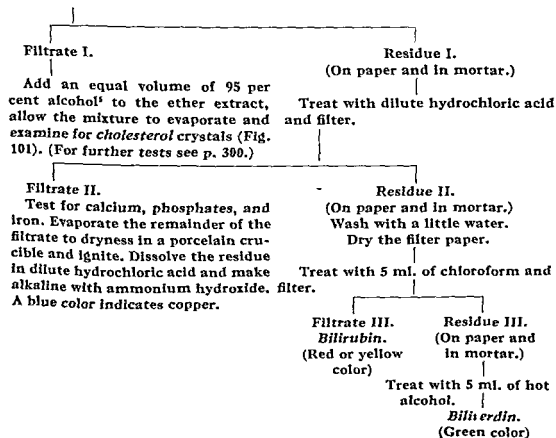 Filtrate I.
Add an equal volume of 95 per
cent alcohol⁵ to the ether extract,
allow the mixture to evaporate and
examine for cholesterol crystals (Fig.
101). (For further tests see p. 300.)
Residue I.
(On paper and in mortar.)
Treat with dilute hydrochloric acid
and filter.
Filtrate II.
Test for calcium, phosphates, and
iron. Evaporate the remainder of the
filtrate to dryness in a porcelain cru-
cible and ignite. Dissolve the residue
in dilute hydrochloric acid and make
alkaline with ammonium hydroxide.
A blue color indicates copper.
Residue II.
(On paper and in mortar.)
Wash with a little water.
Dry the filter paper.
Treat with 5 ml. of chloroform and
filter.
Filtrate III.
Bilirubin.
(Red or yellow
color)
Residue III.
(On paper and
in mortar.)
Treat with 5 ml. of hot
alcohol.
Biliverdin.
(Green color)